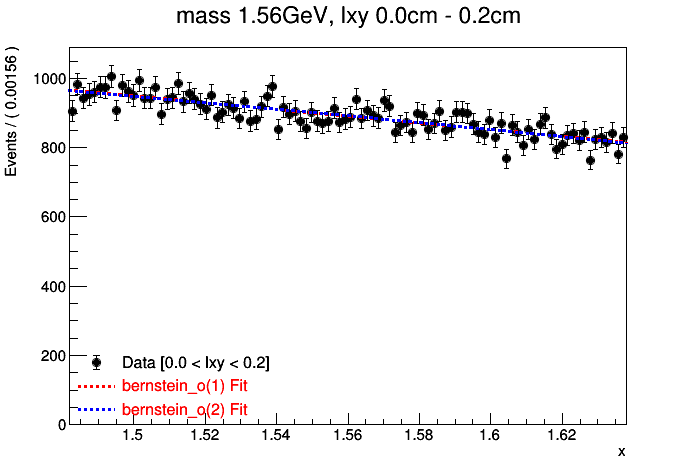 mass 1.56GeV, lxy 0.0cm - 0.2cm
Events / ( 0.00156 )
1000
800
600
400
200
0
Data [0.0 < lxy < 0.2]
bernstein_o(1) Fit
bernstein_o(2) Fit
1.5 1.52 1.54 1.56 1.58 1.6 1.62
x